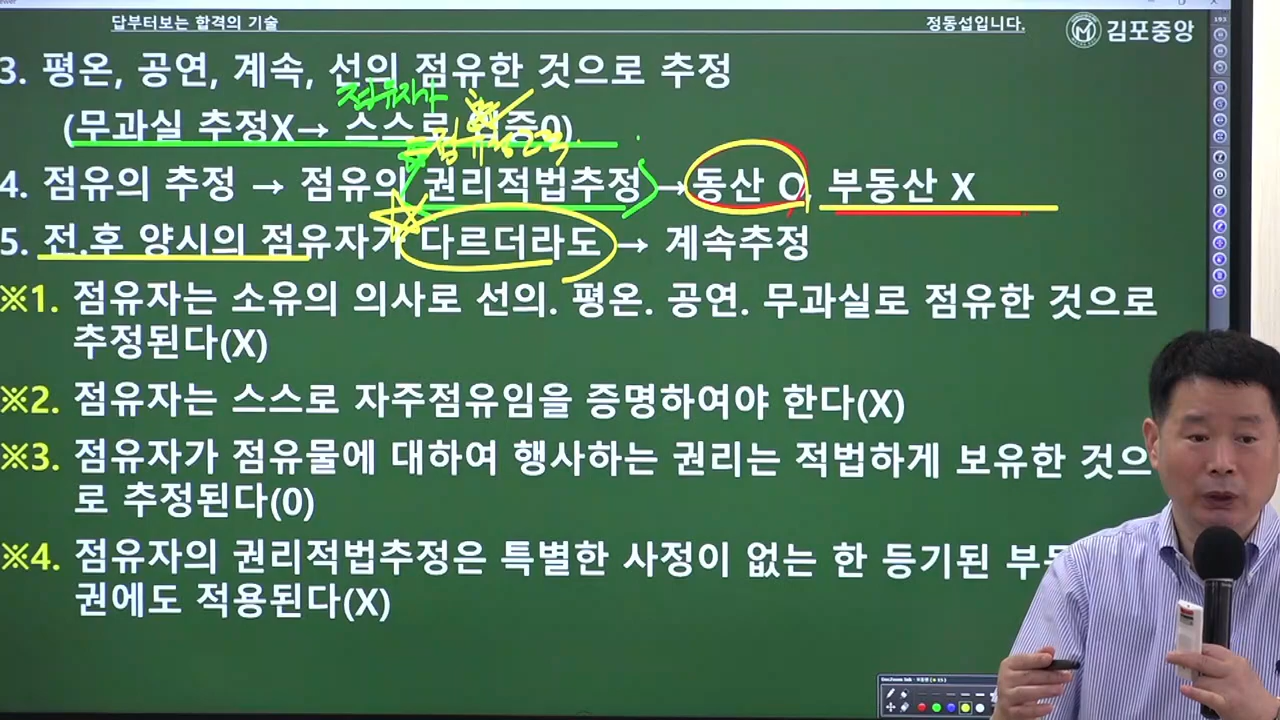 답부터보는 합격의 기술
정동섭입니다.
김포중앙
3. 평온, 공연, 계속, 선의 점유한 것으로 추정
점유자가
(무과실 추정X→ 스스로 입증0)
4. 점유의 추정 → 점유의 권리적법추정 →동산 O, 부동산 X
5. 전.후 양시의 점유자가 다르더라도 → 계속추정
※1. 점유자는 소유의 의사로 선의. 평온. 공연. 무과실로 점유한 것으로
추정된다(X)
※2. 점유자는 스스로 자주점유임을 증명하여야 한다(X)
※3. 점유자가 점유물에 대하여 행사하는 권리는 적법하게 보유한 것으
로 추정된다(0)
※4. 점유자의 권리적법추정은 특별한 사정이 없는 한 등기된 부
권에도 적용된다(X)